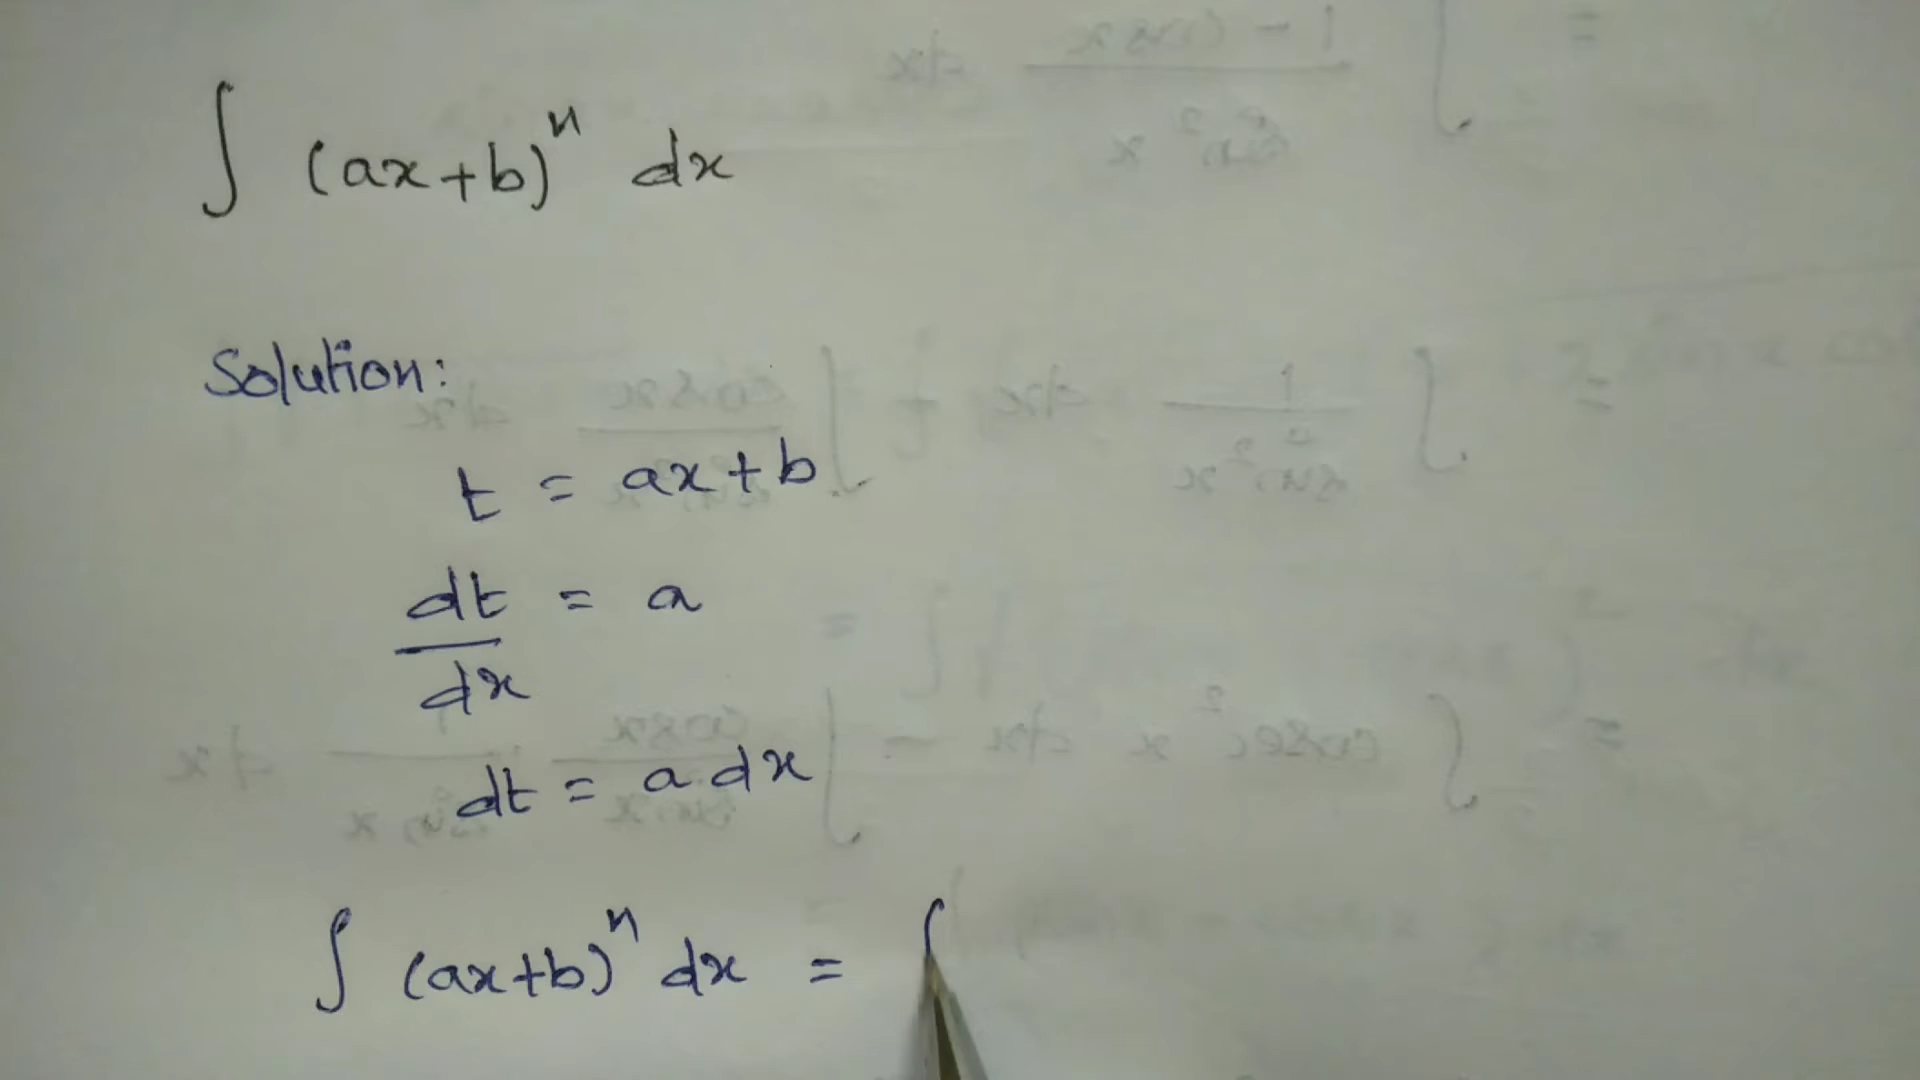 ∫ (ax+b)ⁿ dx
Solution:
t = ax+b
dt/dx = a
dt = a dx
∫ (ax+b)ⁿ dx = ∫